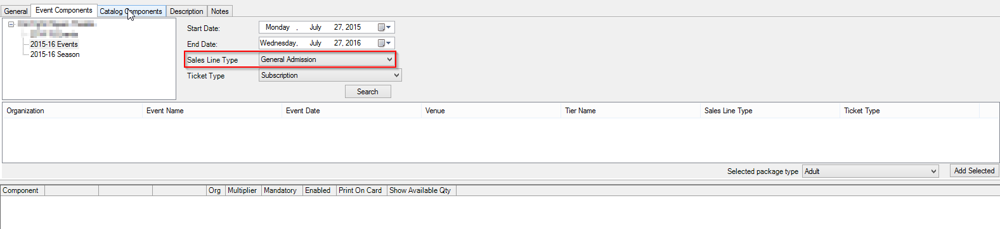 General Event Components Catalog Components Description Notes
2015-16 Events
2015-16 Season
Start Date: Monday , July 27, 2015
End Date: Wednesday, July 27, 2016
Sales Line Type General Admission
Ticket Type Subscription
Search
Organization Event Name Event Date Venue Tier Name Sales Line Type Ticket Type
Selected package type Adult Add Selected
Component Org Multiplier Mandatory Enabled Print On Card Show Available Qty